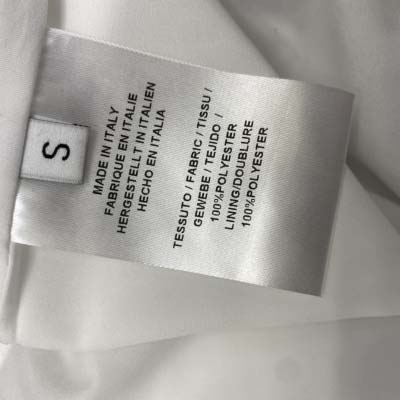 S
MADE IN ITALY
FABRIQUE EN ITALIE
HERGESTELLT IN ITALIEN
HECHO EN ITALIA
TESSUTO / FABRIC / TISSU /
GEWEBE / TEJIDO /
100%POLYESTER
LINING/DOUBLURE
100%POLYESTER